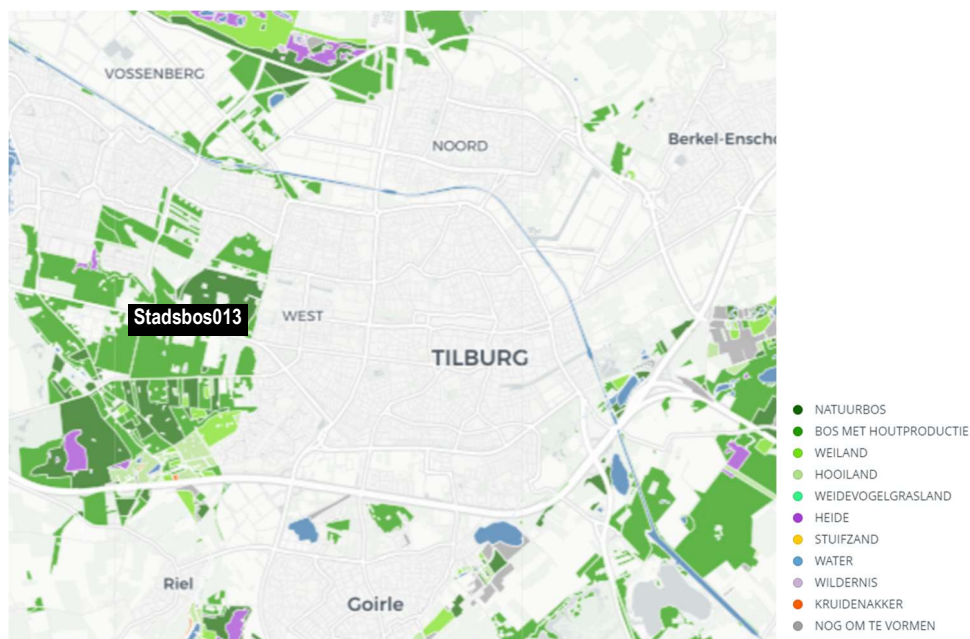 VOSSENBERG
NOORD
Berkel-Ensch
Stadsbos013
WEST
TILBURG
Riel
Goirle
NATUURBOS
BOS MET HOUTPRODUCTIE
WEILAND
HOOILAND
WEIDEVOGELGRASLAND
HEIDE
STUIFZAND
WATER
WILDERNIS
KRUIDENAKKER
NOG OM TE VORMEN